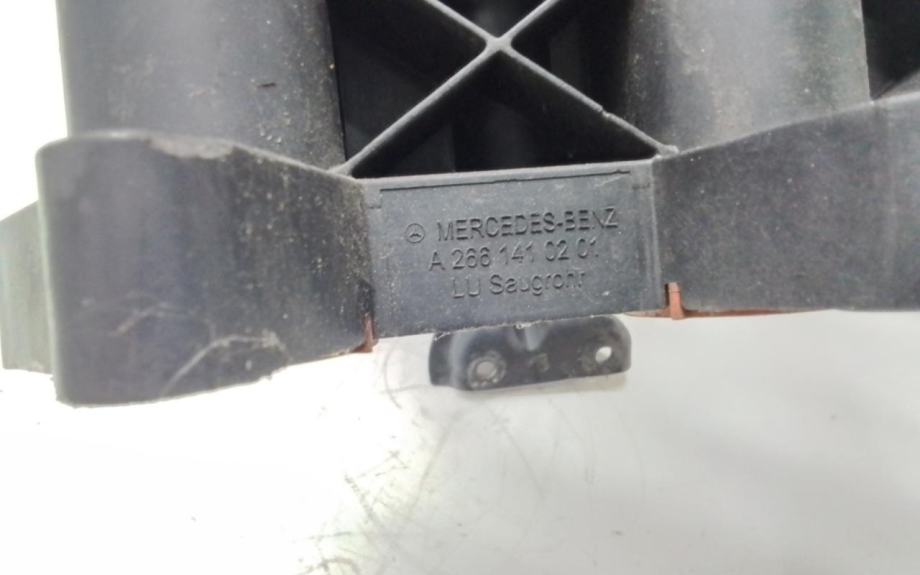 MERCEDES-BENZ
A 266 141 02 01
LU Saugrohr